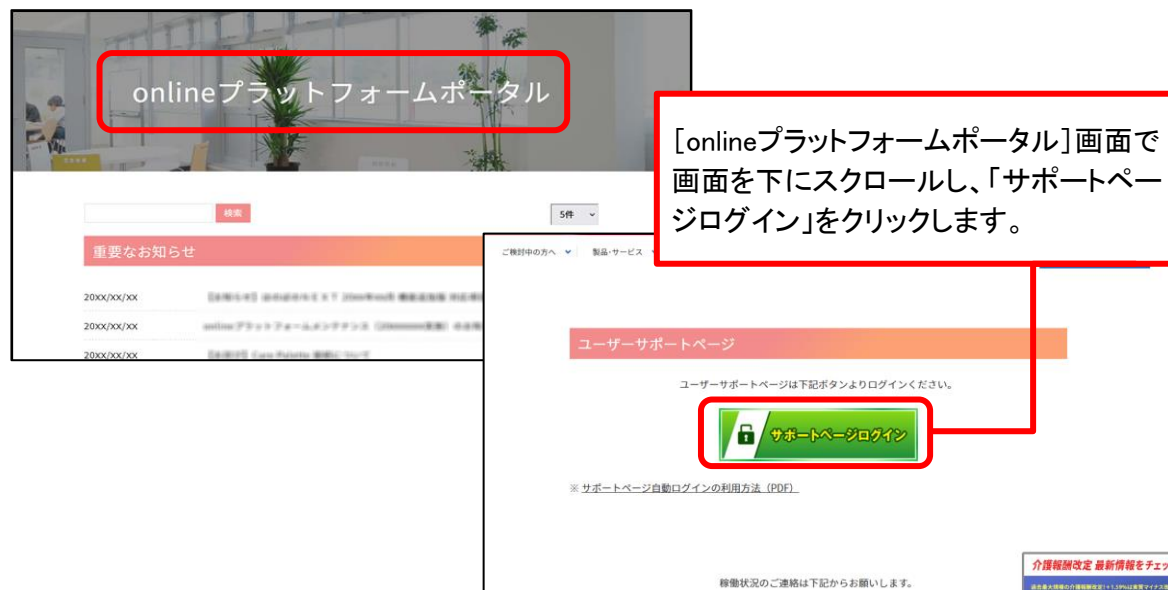 onlineプラットフォームポータル
[onlineプラットフォームポータル]画面で
画面を下にスクロールし、「サポートペー
ジログイン」をクリックします。
検索
5件
重要なお知らせ
20XX/XX/XX
20XX/XX/XX
20XX/XX/XX
ご検討中の方へ
製品・サービス
ユーザーサポートページ
ユーザーサポートページは下記ボタンよりログインください。
サポートページログイン
※ サポートページ自動ログインの利用方法（PDF）
稼働状況のご連絡は下記からお願いします。
介護報酬改定 最新情報をチェッ